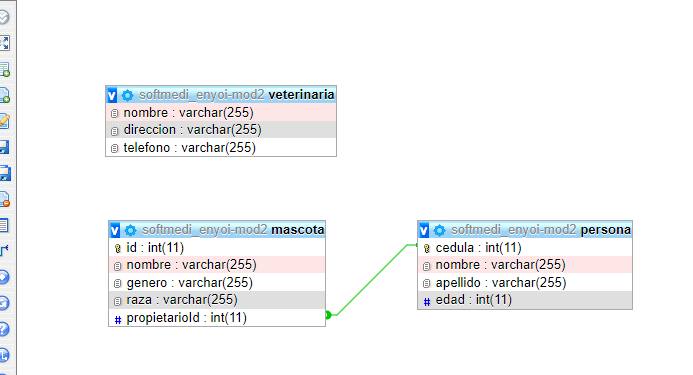 softmedi_enyoi-mod2 veterinaria
nombre : varchar(255)
direccion : varchar(255)
telefono : varchar(255)
softmedi_enyoi-mod2 mascota
id : int(11)
nombre : varchar(255)
genero : varchar(255)
raza : varchar(255)
# propietarioId : int(11)
softmedi_enyoi-mod2 persona
cedula : int(11)
nombre : varchar(255)
apellido : varchar(255)
# edad : int(11)